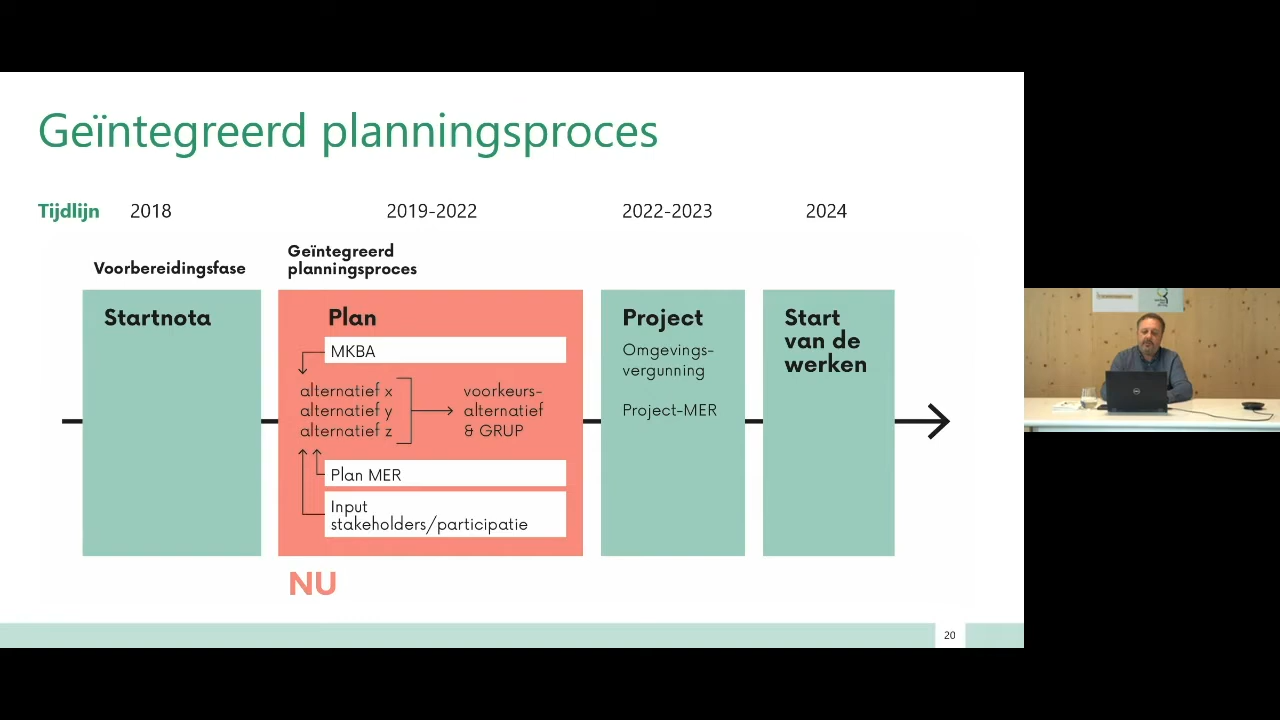 Geïntegreerd planningsproces
Tijdlijn 2018 2019-2022 2022-2023 2024
Voorbereidingsfase
Geïntegreerd
planningsproces
Startnota
Plan
MKBA
alternatief x
alternatief y
alternatief z
voorkeurs-
alternatief
& GRUP
Plan MER
Input
stakeholders/participatie
NU
Project
Omgevings-
vergunning
Project-MER
Start
van de
werken
20